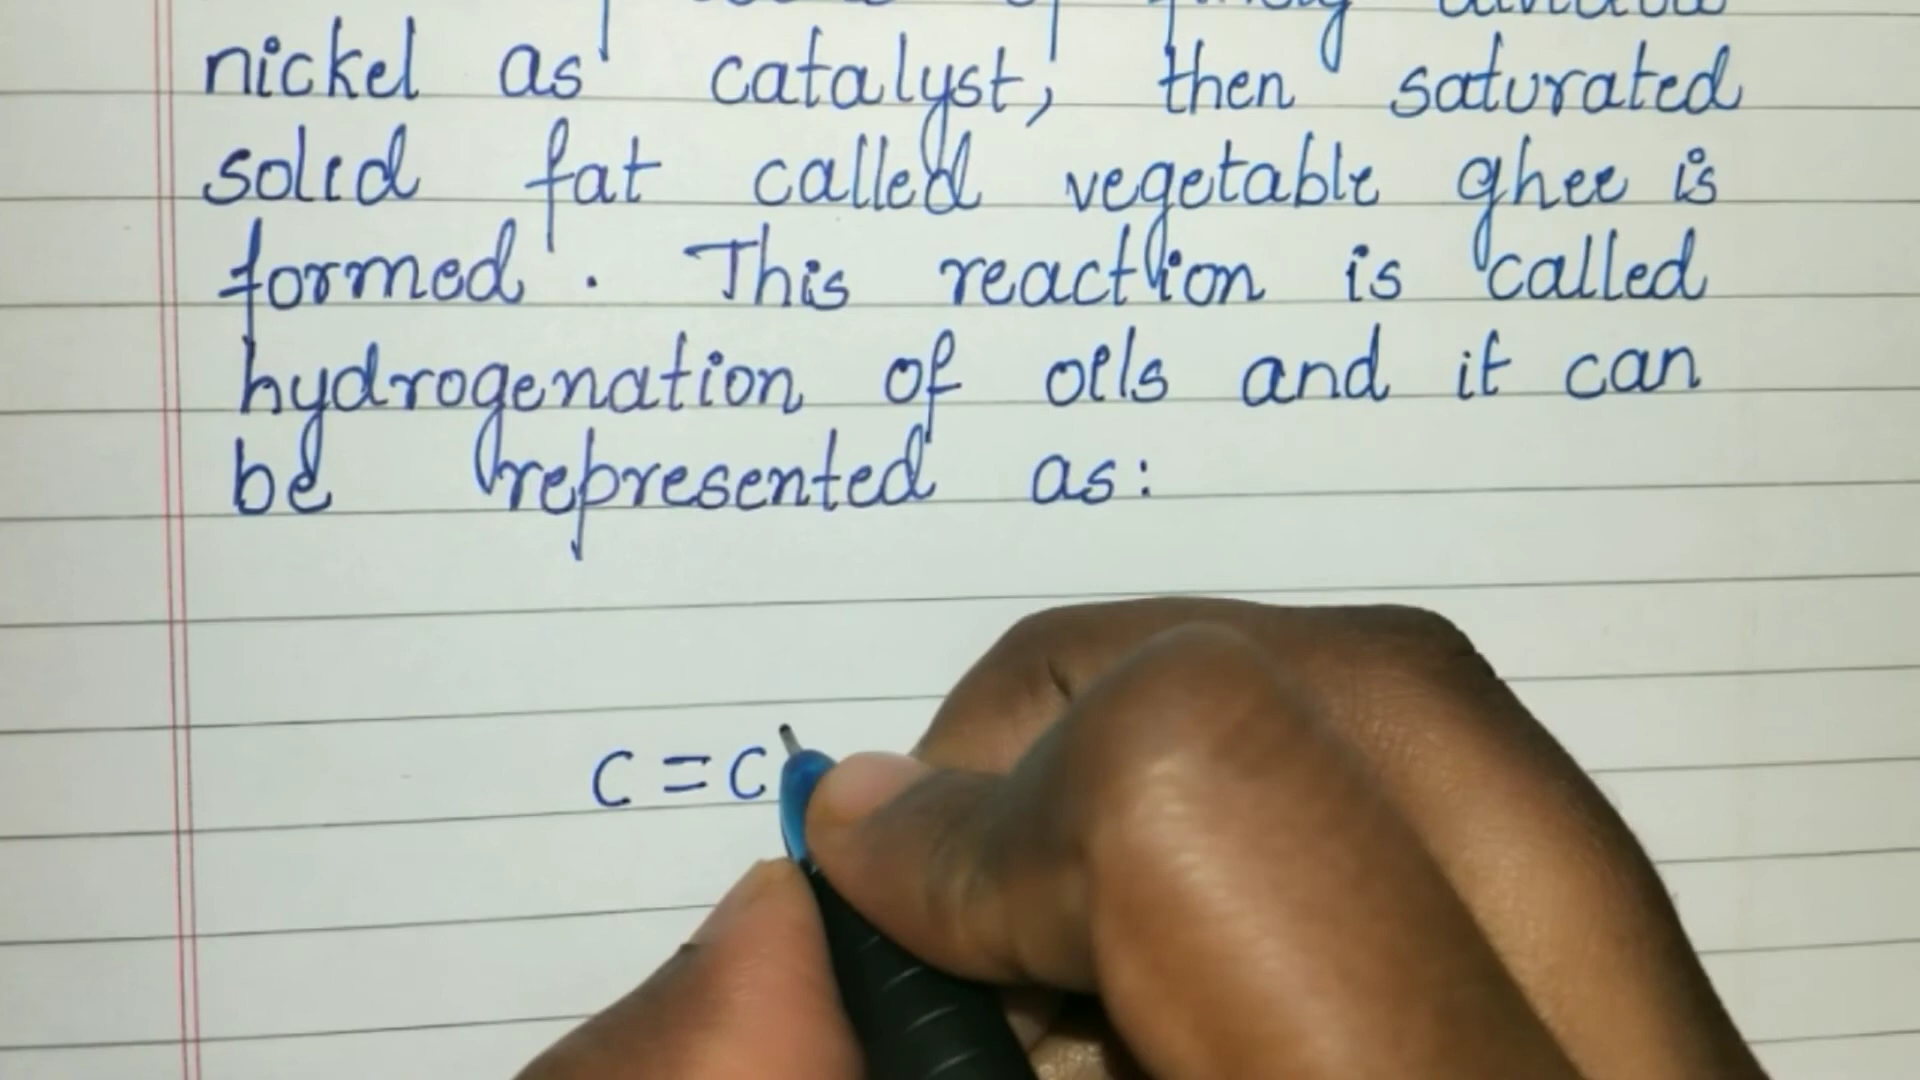 nickel as catalyst, then saturated
solid fat called vegetable ghee is
formed. This reaction is called
hydrogenation of oils and it can
be represented as:
C = C